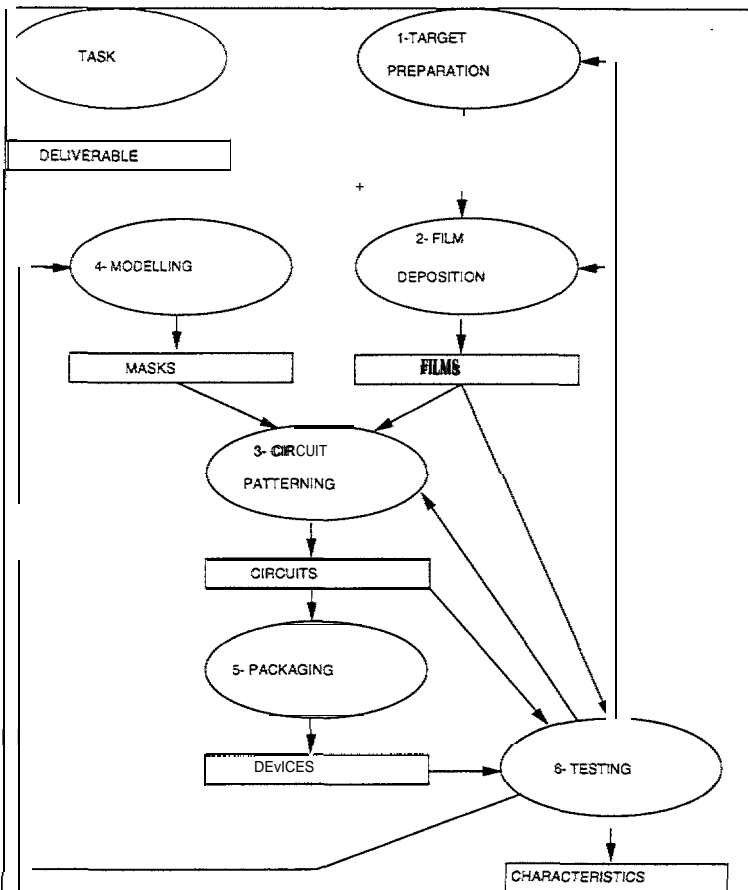 TASK
1-TARGET
PREPARATION
DELIVERABLE
+
4- MODELLING
2- FILM
DEPOSITION
MASKS
FILMS
3- CIRCUIT
PATTERNING
CIRCUITS
5- PACKAGING
DEvICES
6- TESTING
CHARACTERISTICS